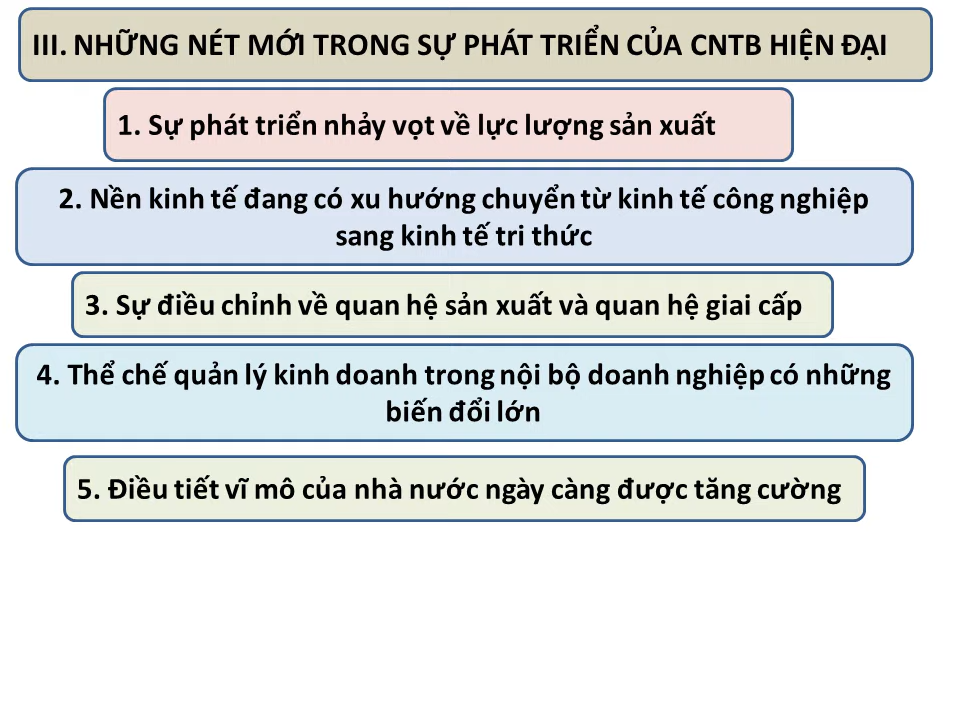 III. NHỮNG NÉT MỚI TRONG SỰ PHÁT TRIỂN CỦA CNTB HIỆN ĐẠI
1. Sự phát triển nhảy vọt về lực lượng sản xuất
2. Nền kinh tế đang có xu hướng chuyển từ kinh tế công nghiệp
sang kinh tế tri thức
3. Sự điều chỉnh về quan hệ sản xuất và quan hệ giai cấp
4. Thể chế quản lý kinh doanh trong nội bộ doanh nghiệp có những
biến đổi lớn
5. Điều tiết vĩ mô của nhà nước ngày càng được tăng cường